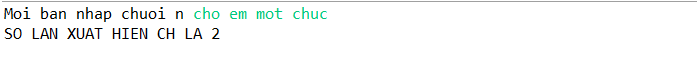 Moi ban nhap chuoi n cho em mot chuc
SO LAN XUAT HIEN CH LA 2